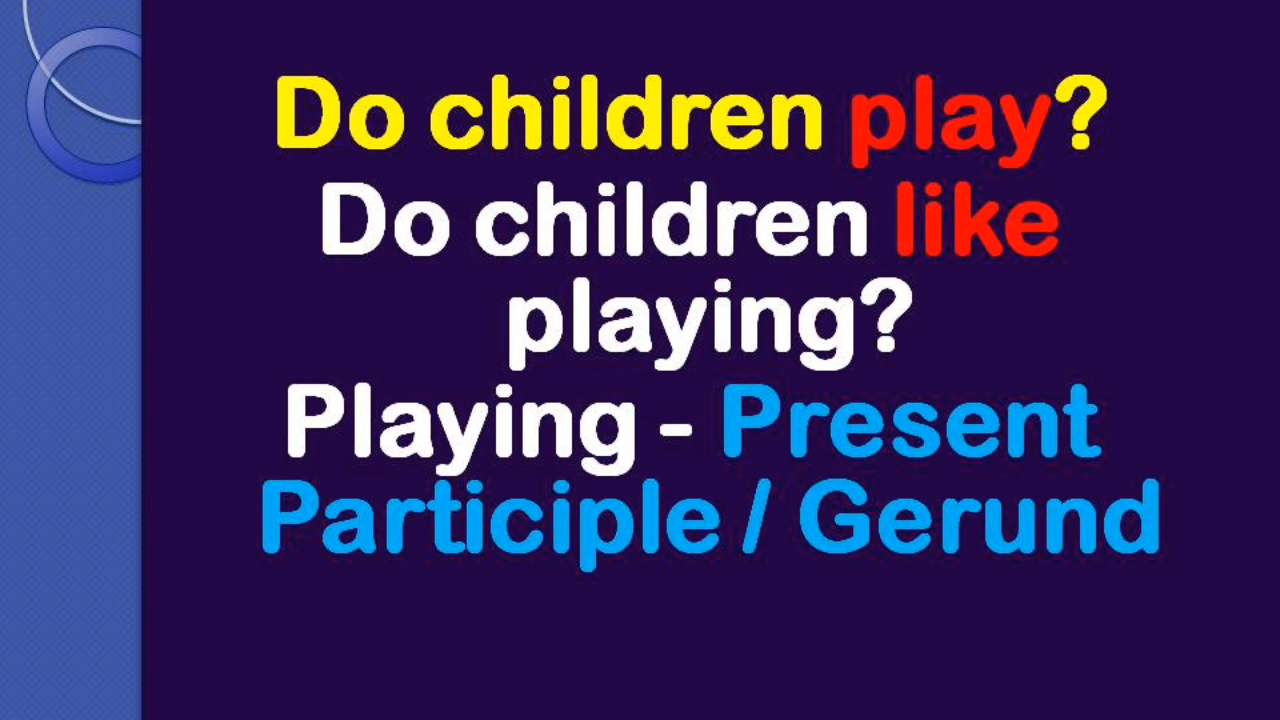 Do children play?
Do children like
playing?
Playing - Present
Participle / Gerund